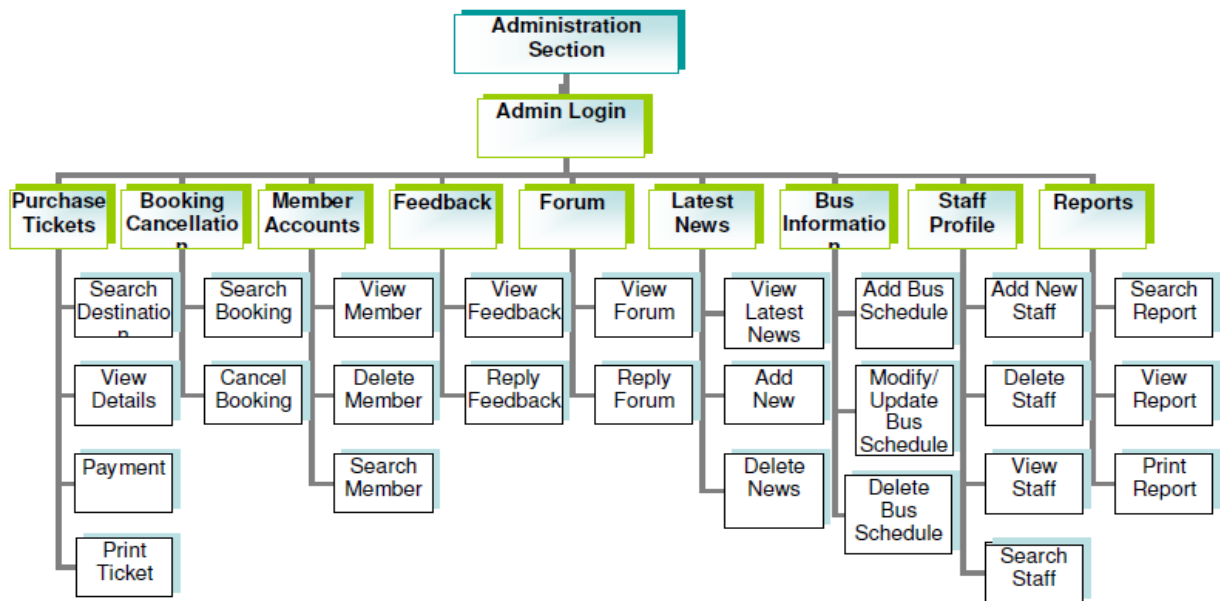 Administration
Section
Admin Login
Purchase
Tickets
Booking
Cancellatio
n
Member
Accounts
Feedback
Forum
Latest
News
Bus
Informatio
n
Staff
Profile
Reports
Search
Destinatio
n
View
Details
Payment
Print
Ticket
Search
Booking
Cancel
Booking
View
Member
Delete
Member
Search
Member
View
Feedback
Reply
Feedback
View
Forum
Reply
Forum
View
Latest
News
Add
New
Delete
News
Add Bus
Schedule
Modify/
Update
Bus
Schedule
Delete
Bus
Schedule
Add New
Staff
Delete
Staff
View
Staff
Search
Staff
Search
Report
View
Report
Print
Report